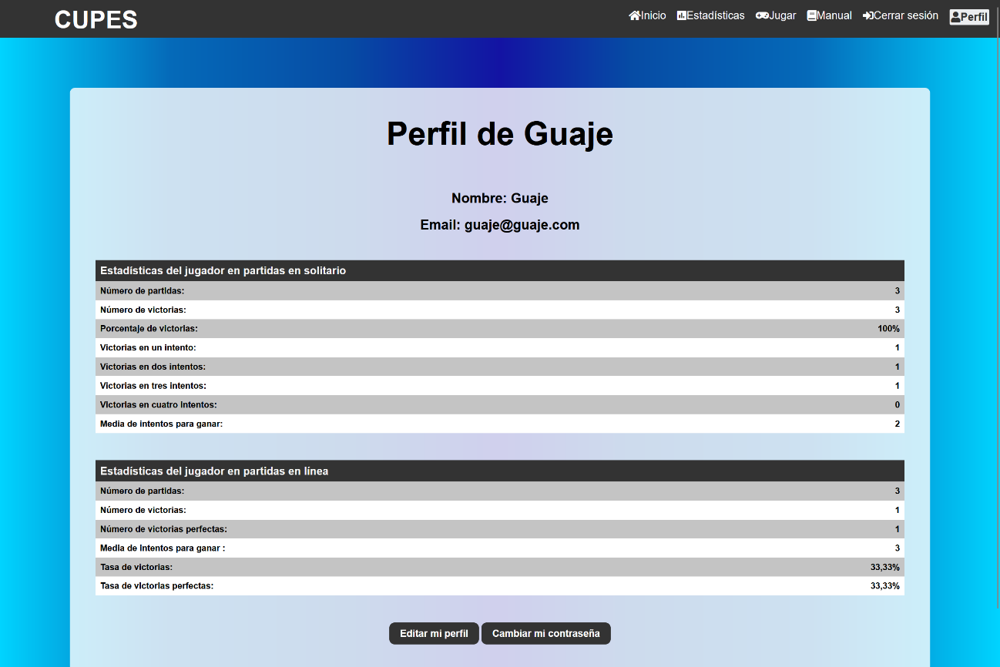 CUPES
Inicio Estadísticas Jugar Manual Cerrar sesión Perfil
Perfil de Guaje
Nombre: Guaje
Email: guaje@guaje.com
Estadísticas del jugador en partidas en solitario
Número de partidas: 3
Número de victorias: 3
Porcentaje de victorias: 100%
Victorias en un intento: 1
Victorias en dos intentos: 1
Victorias en tres intentos: 1
Victorias en cuatro intentos: 0
Media de intentos para ganar: 2
Estadísticas del jugador en partidas en línea
Número de partidas: 3
Número de victorias: 1
Número de victorias perfectas: 1
Media de intentos para ganar : 3
Tasa de victorias: 33,33%
Tasa de victorias perfectas: 33,33%
Editar mi perfil Cambiar mi contraseña